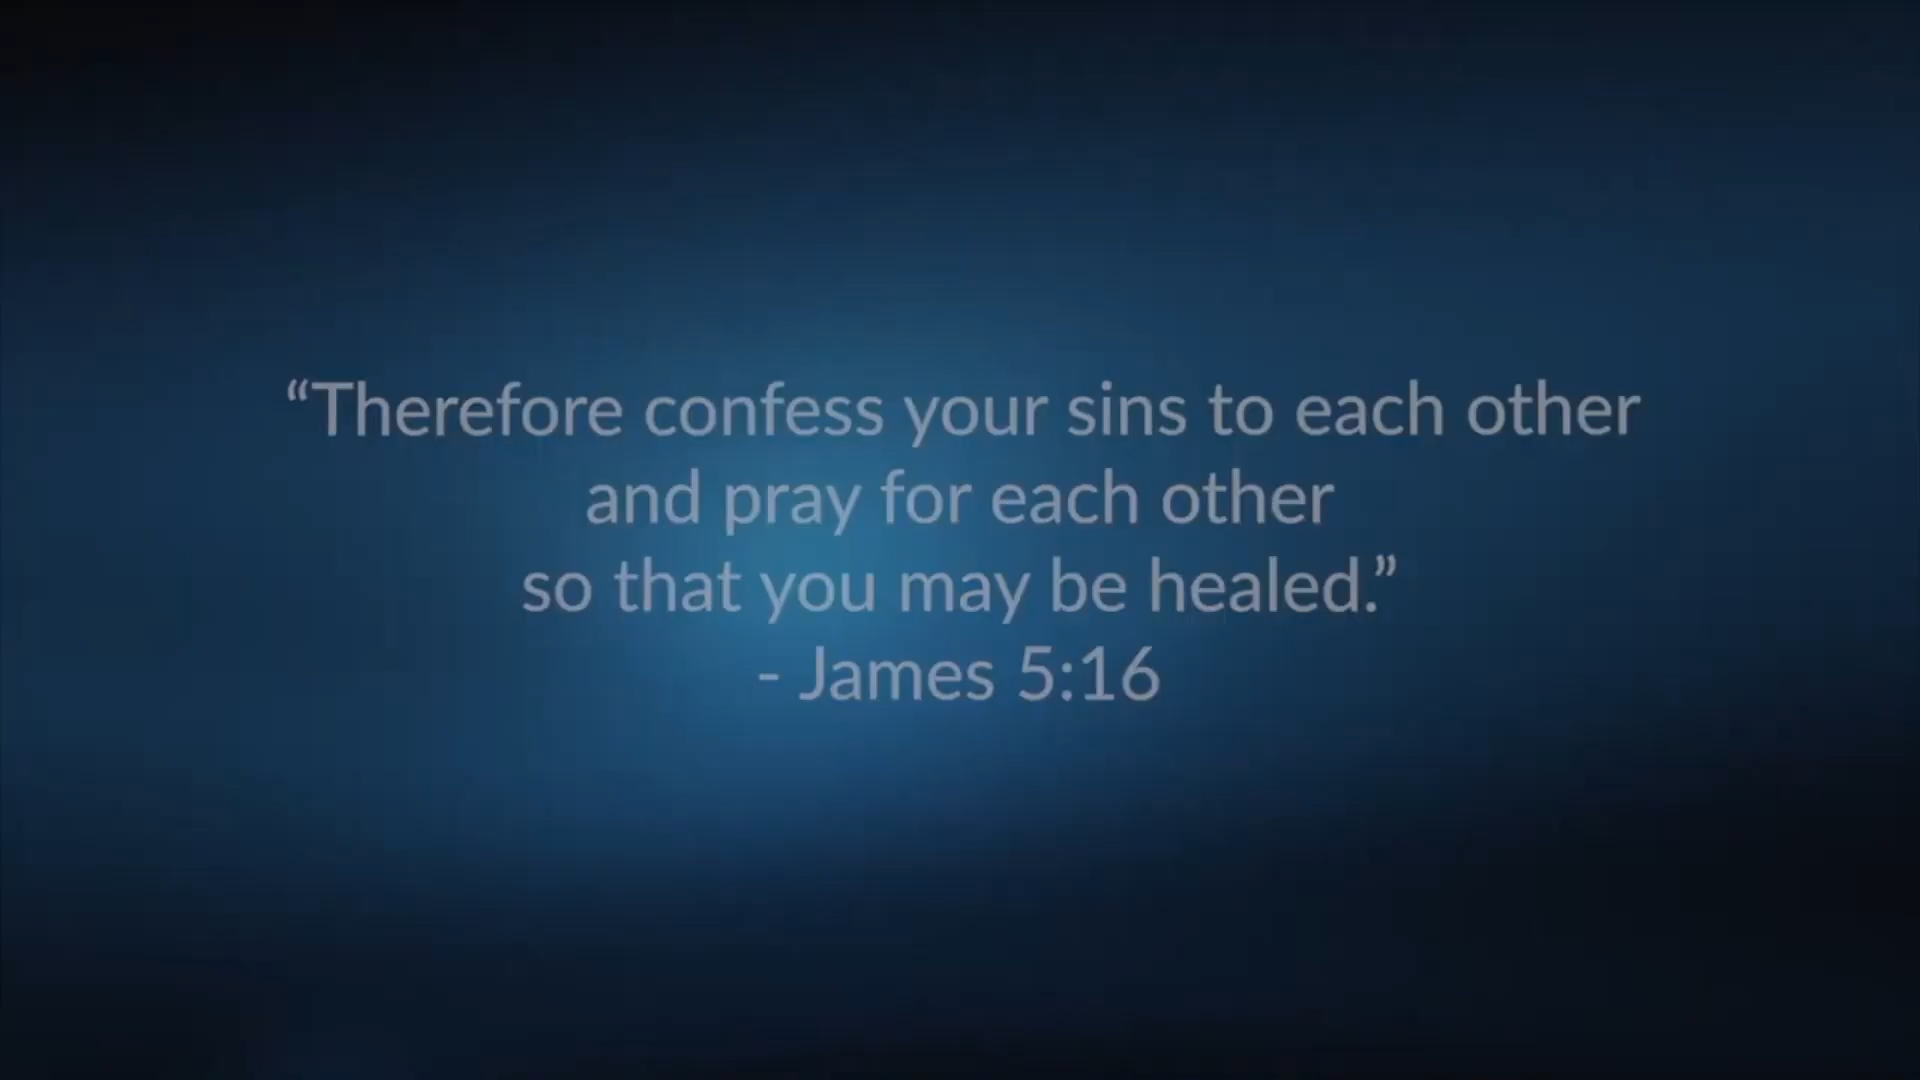 “Therefore confess your sins to each other
and pray for each other
so that you may be healed.”
- James 5:16